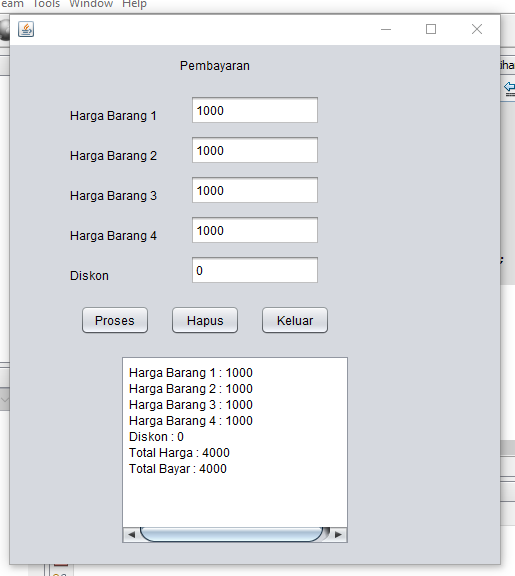 eam Tools Window Help
Pembayaran
Harga Barang 1 1000
Harga Barang 2 1000
Harga Barang 3 1000
Harga Barang 4 1000
Diskon 0
Proses Hapus Keluar
Harga Barang 1 : 1000
Harga Barang 2 : 1000
Harga Barang 3 : 1000
Harga Barang 4 : 1000
Diskon : 0
Total Harga : 4000
Total Bayar : 4000